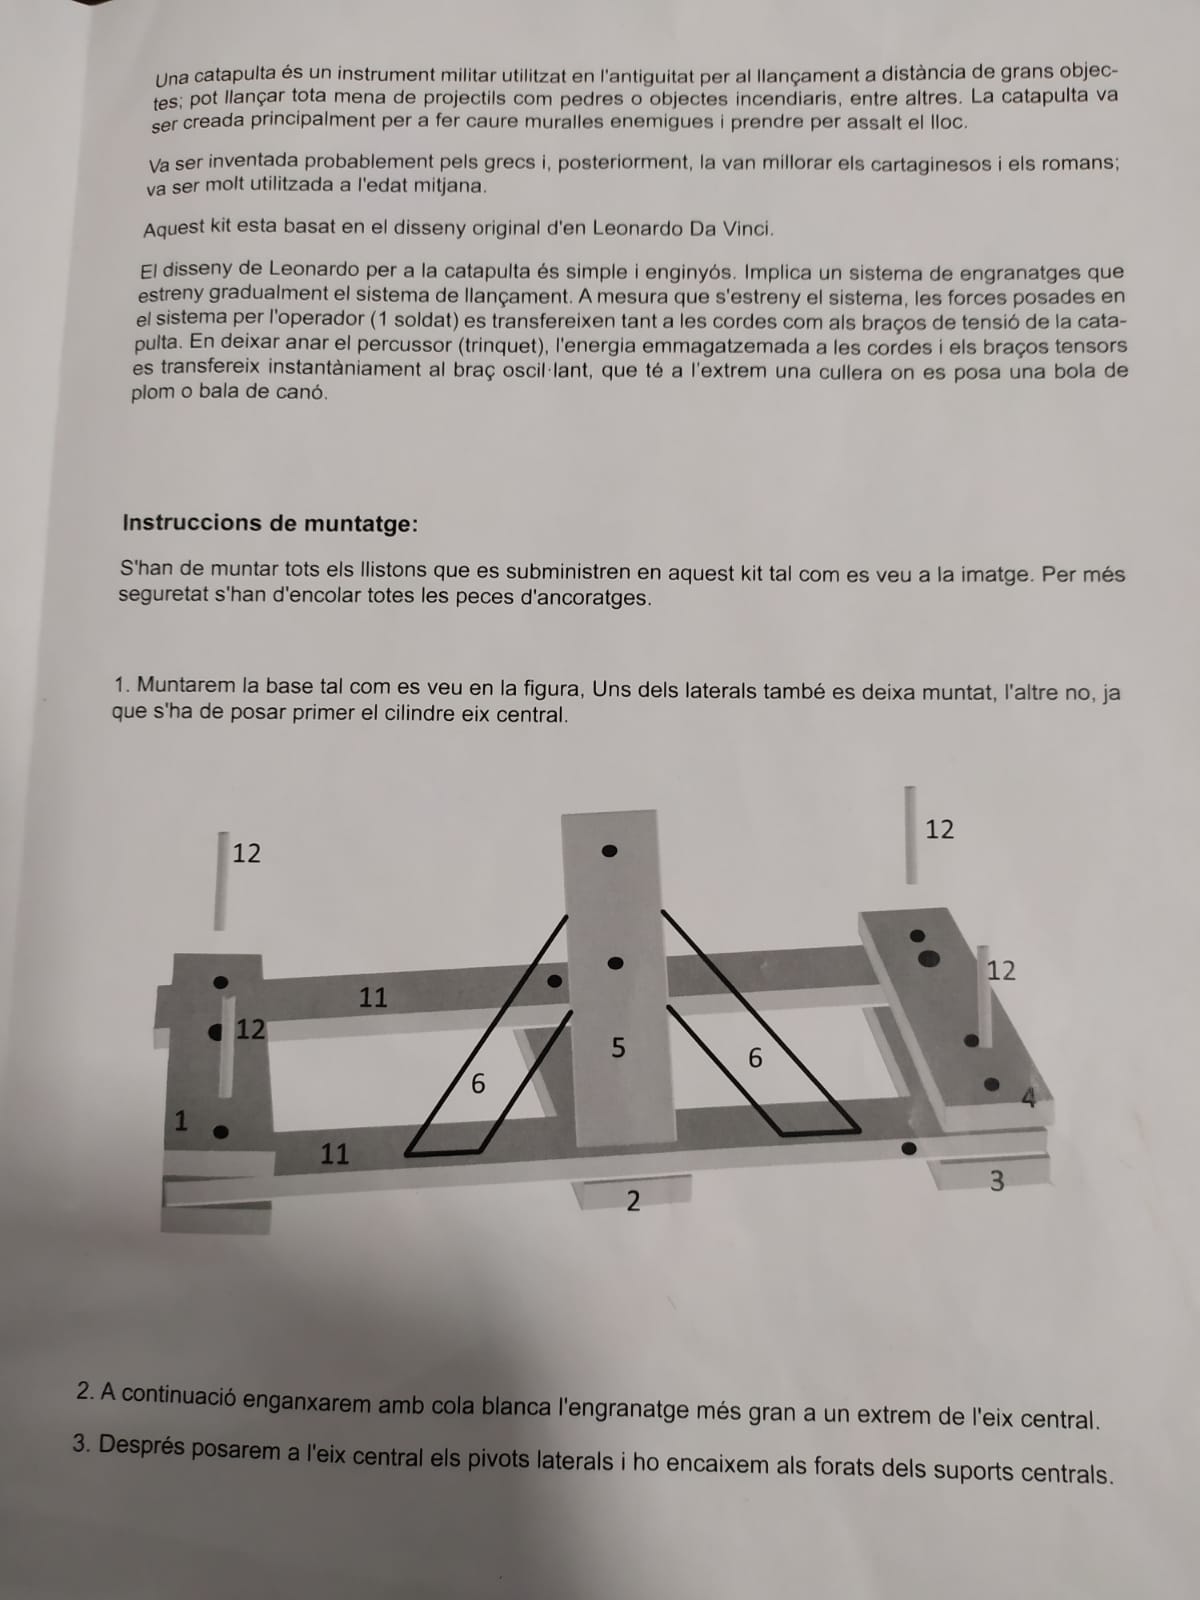 Una catapulta és un instrument militar utilitzat en l'antiguitat per al llançament a distància de grans objec-
tes; pot llançar tota mena de projectils com pedres o objectes incendiaris, entre altres. La catapulta va
ser creada principalment per a fer caure muralles enemigues i prendre per assalt el lloc.
Va ser inventada probablement pels grecs i, posteriorment, la van millorar els cartaginesos i els romans;
va ser molt utilitzada a l'edat mitjana.
Aquest kit esta basat en el disseny original d'en Leonardo Da Vinci.
El disseny de Leonardo per a la catapulta és simple i enginyós. Implica un sistema de engranatges que
estreny gradualment el sistema de llançament. A mesura que s'estreny el sistema, les forces posades en
el sistema per l'operador (1 soldat) es transfereixen tant a les cordes com als braços de tensió de la cata-
pulta. En deixar anar el percussor (trinquet), l'energia emmagatzemada a les cordes i els braços tensors
es transfereix instantàniament al braç oscil·lant, que té a l'extrem una cullera on es posa una bola de
plom o bala de canó.
Instruccions de muntatge:
S'han de muntar tots els llistons que es subministren en aquest kit tal com es veu a la imatge. Per més
seguretat s'han d'encolar totes les peces d'ancoratges.
1. Muntarem la base tal com es veu en la figura, Uns dels laterals també es deixa muntat, l'altre no, ja
que s'ha de posar primer el cilindre eix central.
12
12
12
11
12
5
6
6
4
1
11
3
2
2. A continuació enganxarem amb cola blanca l'engranatge més gran a un extrem de l'eix central.
3. Després posarem a l'eix central els pivots laterals i ho encaixem als forats dels suports centrals.